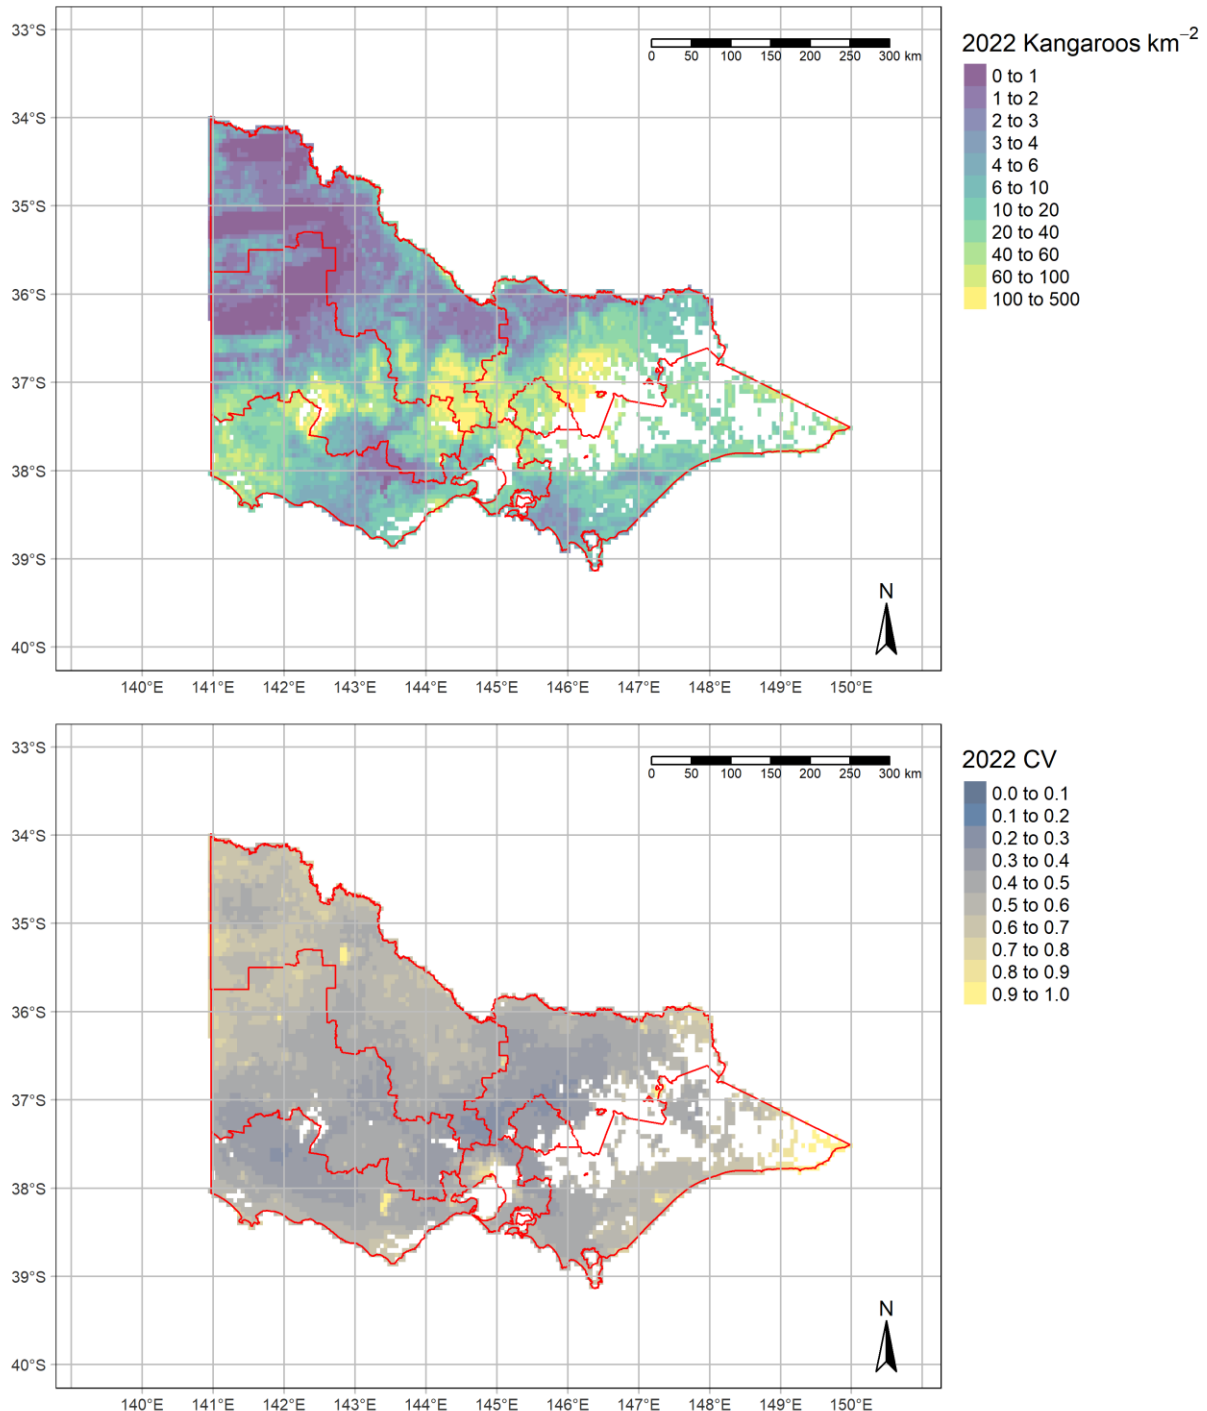 33°S
34°S
35°S
36°S
37°S
38°S
39°S
40°S
0 50 100 150 200 250 300 km
N
140°E 141°E 142°E 143°E 144°E 145°E 146°E 147°E 148°E 149°E 150°E
2022 Kangaroos km⁻²
0 to 1
1 to 2
2 to 3
3 to 4
4 to 6
6 to 10
10 to 20
20 to 40
40 to 60
60 to 100
100 to 500
33°S
34°S
35°S
36°S
37°S
38°S
39°S
40°S
0 50 100 150 200 250 300 km
N
140°E 141°E 142°E 143°E 144°E 145°E 146°E 147°E 148°E 149°E 150°E
2022 CV
0.0 to 0.1
0.1 to 0.2
0.2 to 0.3
0.3 to 0.4
0.4 to 0.5
0.5 to 0.6
0.6 to 0.7
0.7 to 0.8
0.8 to 0.9
0.9 to 1.0